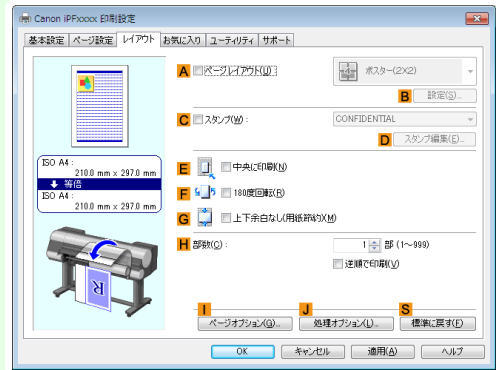 Canon iPFxxxx 印刷設定
基本設定 ページ設定 レイアウト お気に入り ユーティリティ サポート
A ページレイアウト(U): ポスター(2×2)
B 設定(S)...
C スタンプ(W): CONFIDENTIAL
D スタンプ編集(E)...
ISO A4:
210.0 mm x 297.0 mm
等倍
ISO A4:
210.0 mm x 297.0 mm
E 中央に印刷(N)
F 180度回転(R)
G 上下余白なし(用紙節約)(M)
H 部数(C): 1 部 (1~999)
逆順で印刷(V)
R
I J S
ページオプション(G)... 処理オプション(L)... 標準に戻す(F)
OK キャンセル 適用(A) ヘルプ